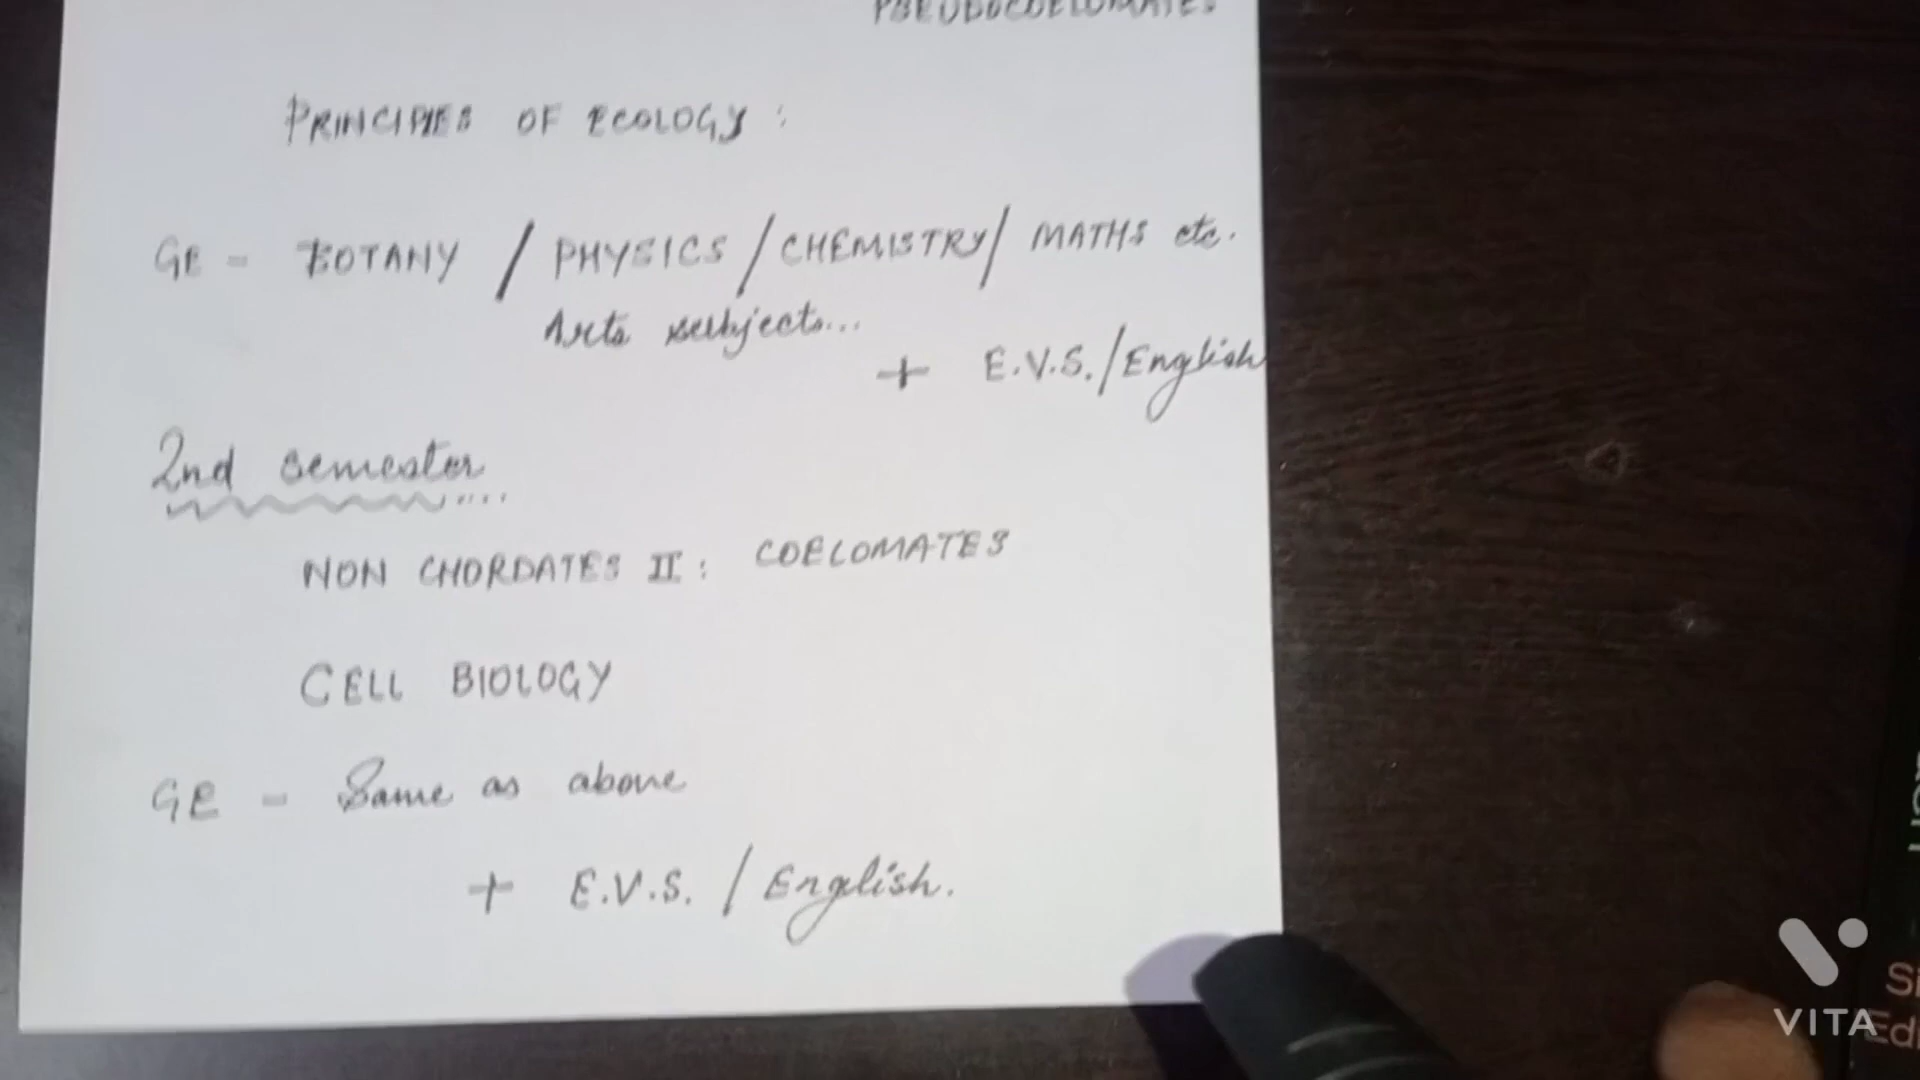 PSEUDOCOELOMATES
PRINCIPLES OF ECOLOGY :
GE - BOTANY / PHYSICS / CHEMISTRY / MATHS etc.
Arts subjects...
+ E.V.S. / English
2nd semester
NON CHORDATES II : COELOMATES
CELL BIOLOGY
GE - Same as above
+ E.V.S. / English.
VITA